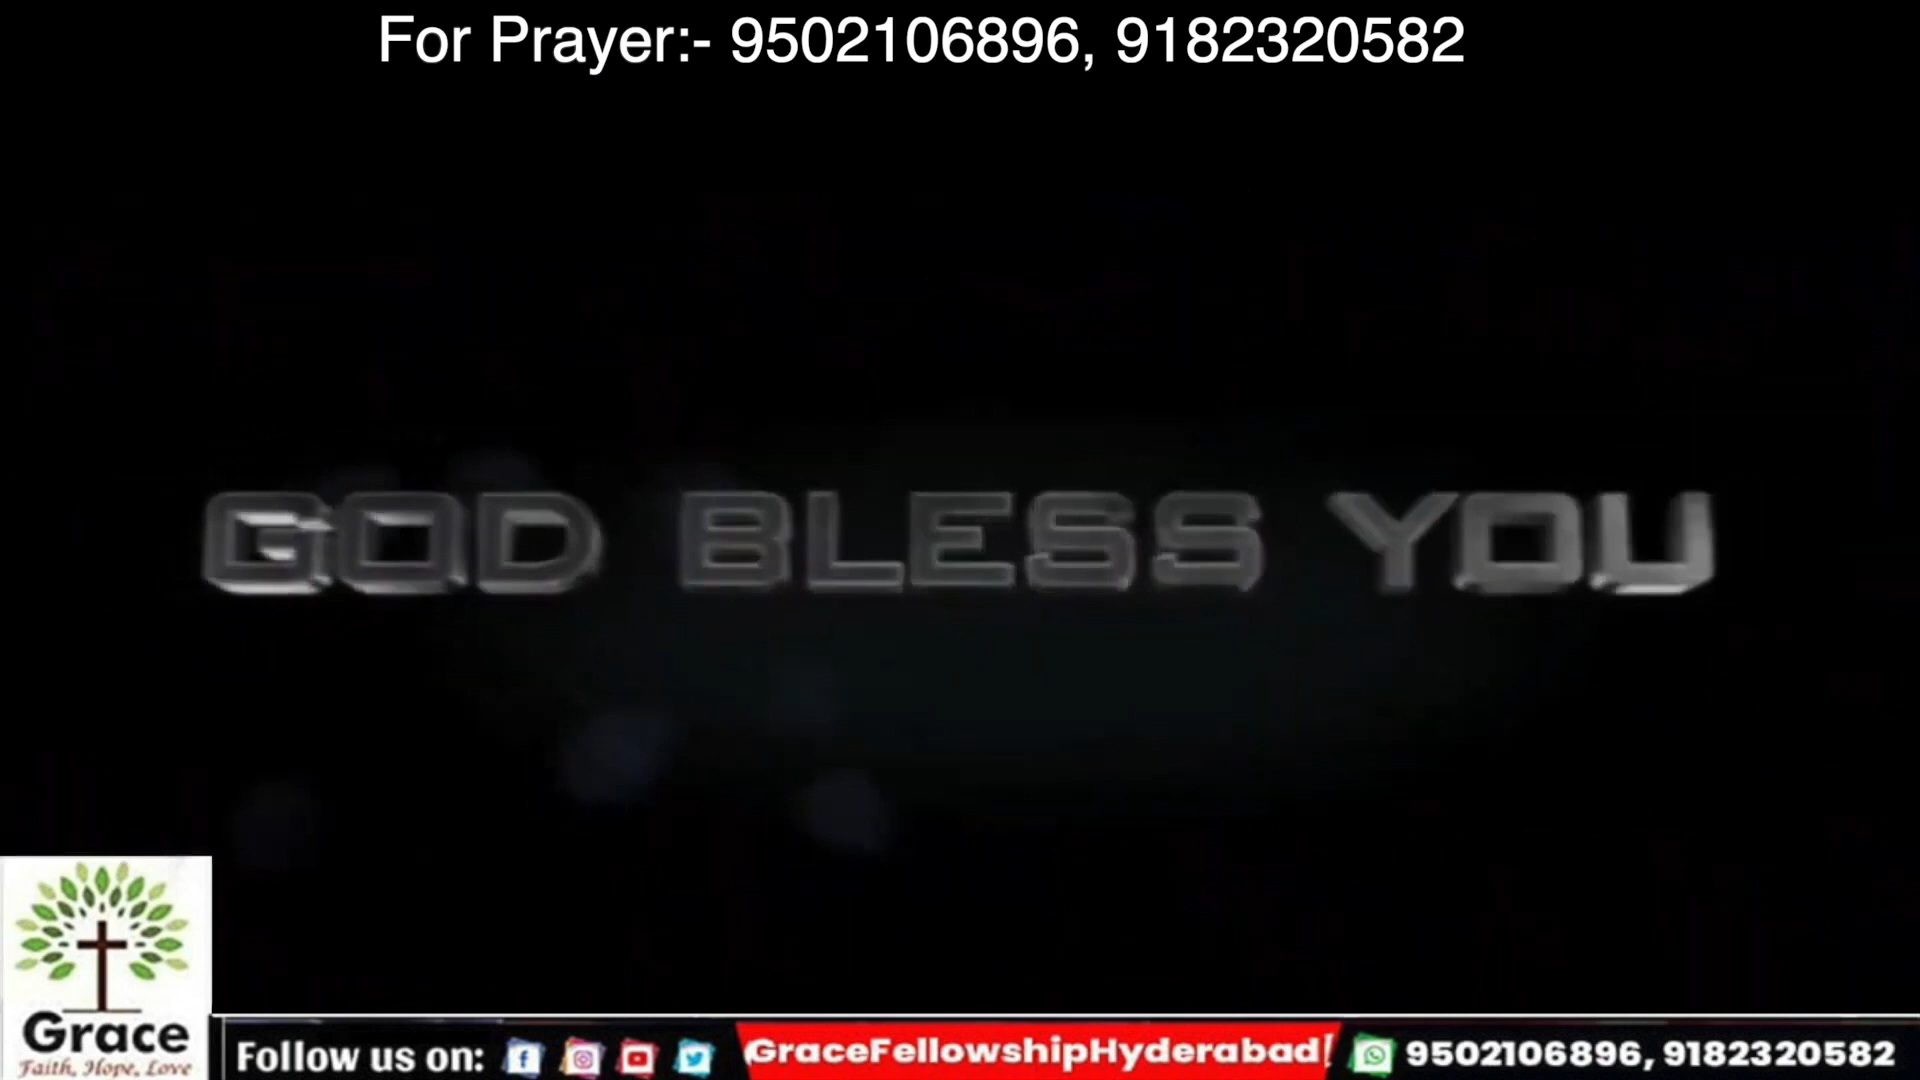 For Prayer:- 9502106896, 9182320582
GOD BLESS YOU
Grace
Faith, Hope, Love
Follow us on:
GraceFellowshipHyderabad
9502106896, 9182320582